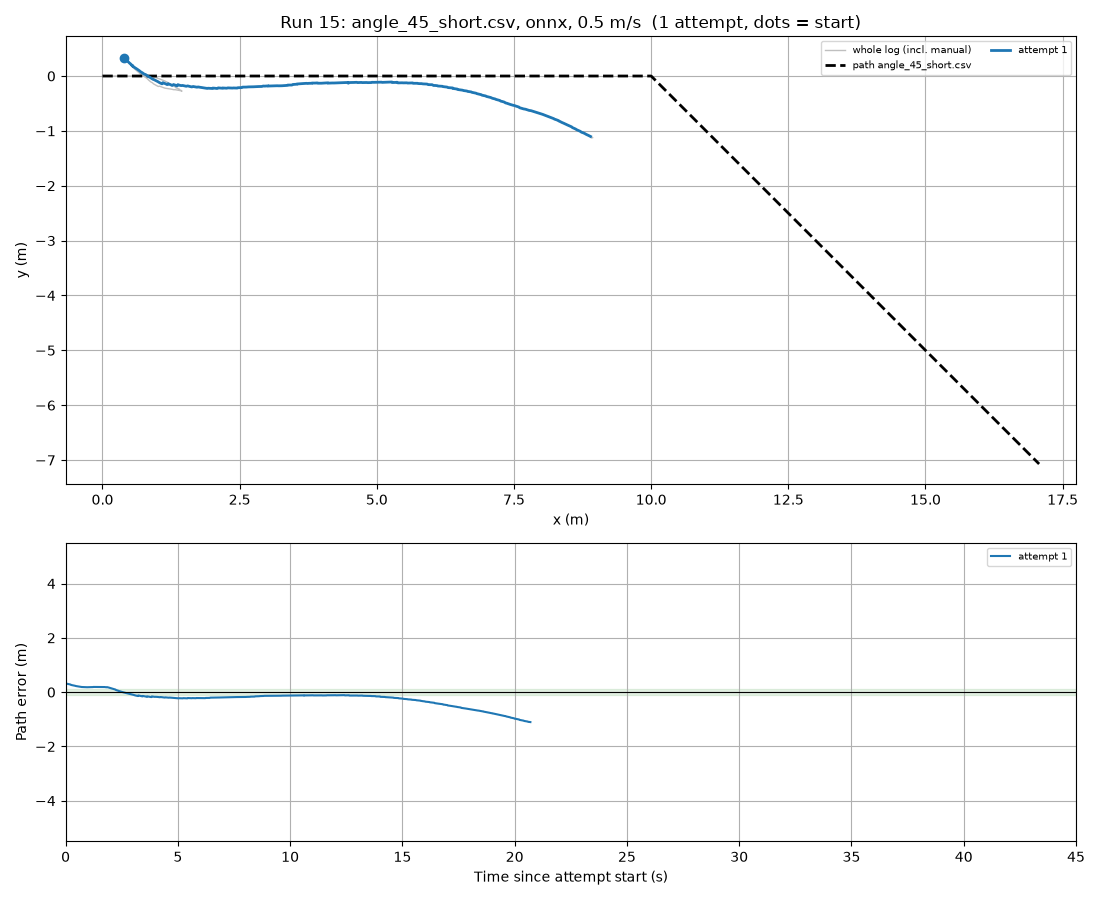 Run 15: angle_45_short.csv, onnx, 0.5 m/s  (1 attempt, dots = start)
whole log (incl. manual)
path angle_45_short.csv
attempt 1
y (m)
0
−1
−2
−3
−4
−5
−6
−7
0.0 2.5 5.0 7.5 10.0 12.5 15.0 17.5
x (m)
attempt 1
Path error (m)
4
2
0
−2
−4
0 5 10 15 20 25 30 35 40 45
Time since attempt start (s)